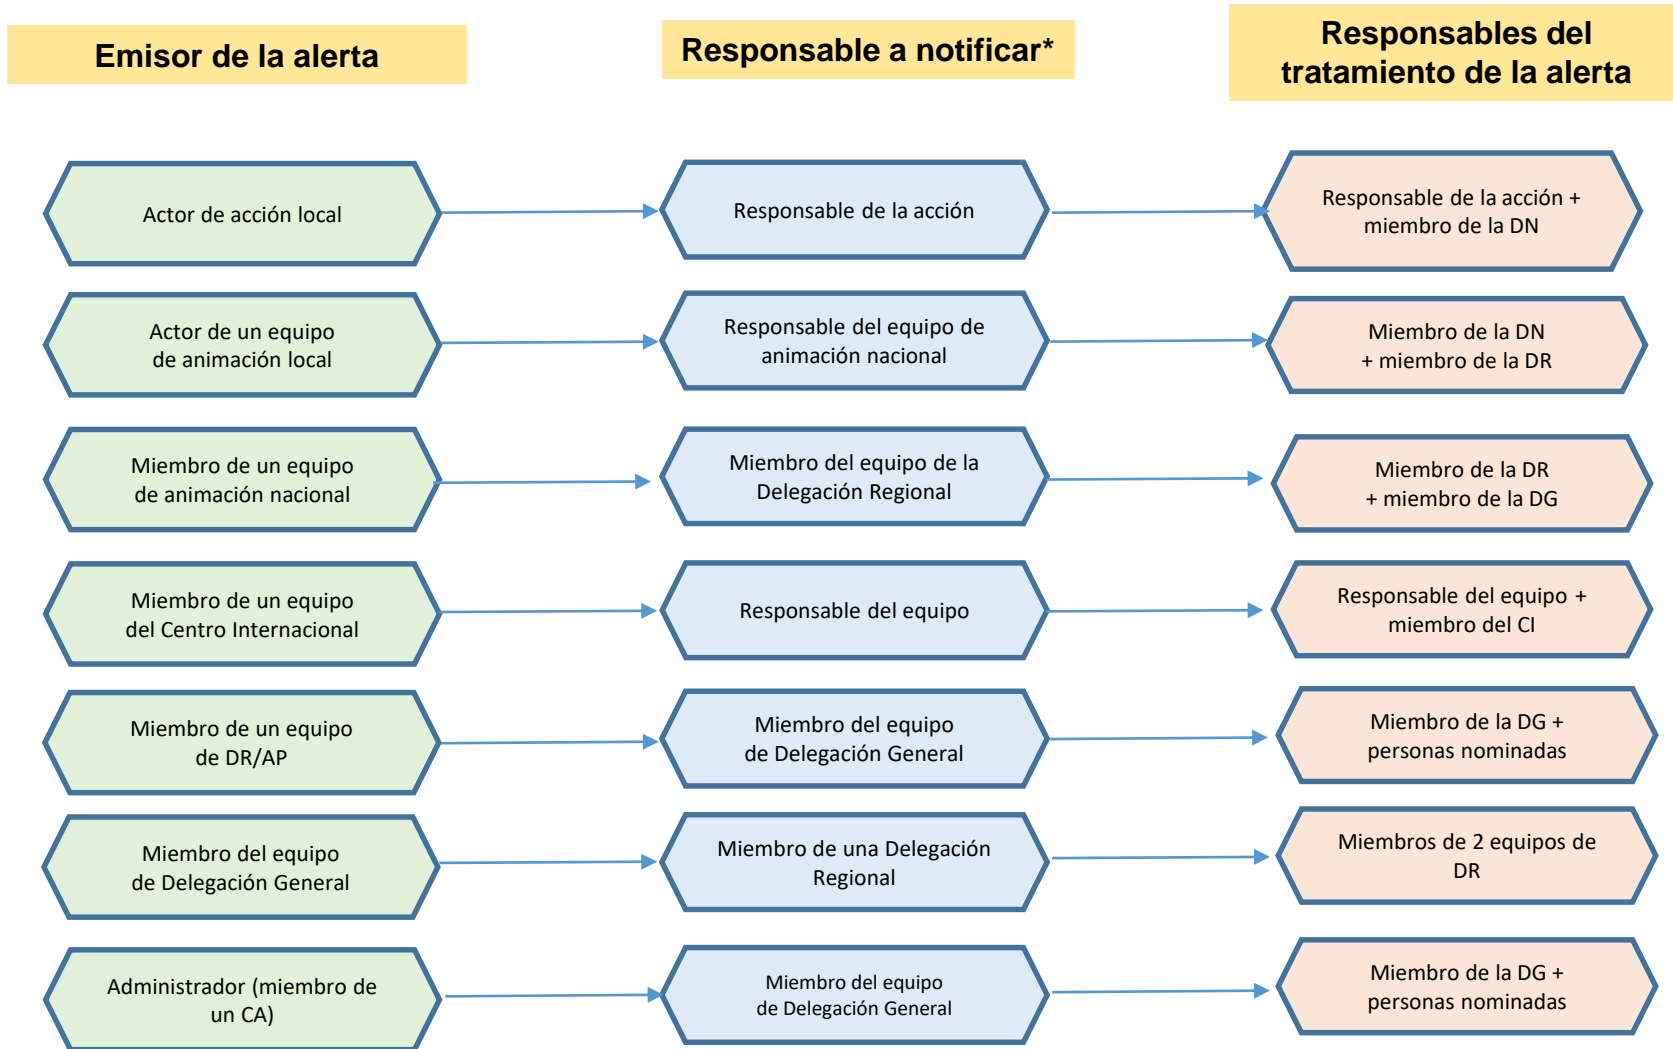 Emisor de la alerta
Responsable a notificar*
Responsables del
tratamiento de la alerta
Actor de acción local
Responsable de la acción
Responsable de la acción +
miembro de la DN
Actor de un equipo
de animación local
Responsable del equipo de
animación nacional
Miembro de la DN
+ miembro de la DR
Miembro de un equipo
de animación nacional
Miembro del equipo de la
Delegación Regional
Miembro de la DR
+ miembro de la DG
Miembro de un equipo
del Centro Internacional
Responsable del equipo
Responsable del equipo +
miembro del CI
Miembro de un equipo
de DR/AP
Miembro del equipo
de Delegación General
Miembro de la DG +
personas nominadas
Miembro del equipo
de Delegación General
Miembro de una Delegación
Regional
Miembros de 2 equipos de
DR
Administrador (miembro de
un CA)
Miembro del equipo
de Delegación General
Miembro de la DG +
personas nominadas